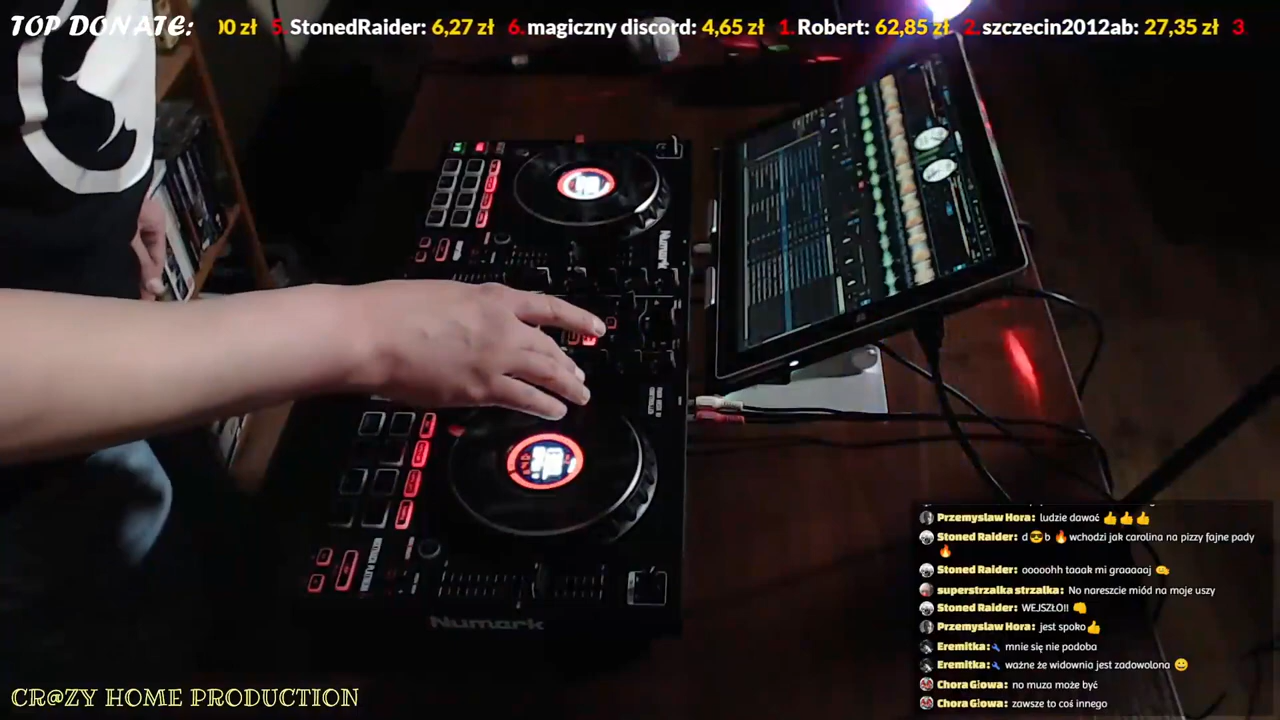 TOP DONATE: 00 zł 5. StonedRaider: 6,27 zł 6. magiczny discord: 4,65 zł 1. Robert: 62,85 zł 2. szczecin2012ab: 27,35 zł 3
Numark
Numark
Przemyslaw Hora: ludzie dawać 👍👍👍
Stoned Raider: d😎b 🔥wchodzi jak carolina na pizzy fajne pady
🔥
Stoned Raider: ooooohh taaak mi graaaaaj
superstrzalka strzalka: No nareszcie miód na moje uszy
Stoned Raider: WEJSZŁO!! 👊
Przemyslaw Hora: jest spoko👍
Eremitka: mnie się nie podoba
Eremitka: ważne że widownia jest zadowolona 😀
Chora Głowa: no muza może być
Chora Głowa: zawsze to coś innego
CR@ZY HOME PRODUCTION